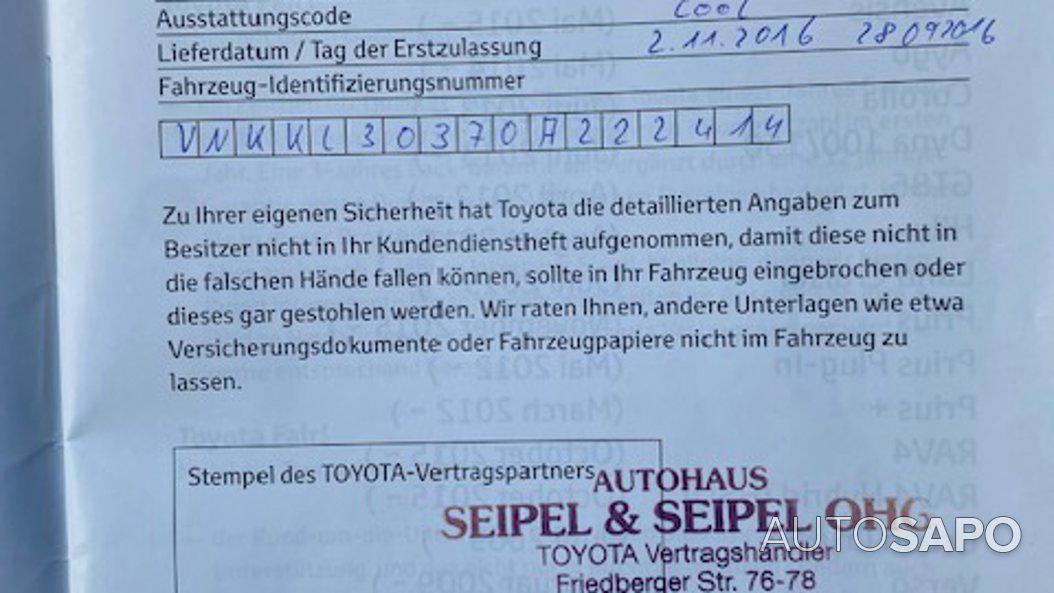 Ausstattungscode Cool
Lieferdatum / Tag der Erstzulassung 2.11.2016 28092016
Fahrzeug-Identifizierungsnummer
VNKKL30370A222414
Zu Ihrer eigenen Sicherheit hat Toyota die detaillierten Angaben zum
Besitzer nicht in Ihr Kundendienstheft aufgenommen, damit diese nicht in
die falschen Hände fallen können, sollte in Ihr Fahrzeug eingebrochen oder
dieses gar gestohlen werden. Wir raten Ihnen, andere Unterlagen wie etwa
Versicherungsdokumente oder Fahrzeugpapiere nicht im Fahrzeug zu
lassen.
Stempel des TOYOTA-Vertragspartners
AUTOHAUS
SEIPEL & SEIPEL OHG
TOYOTA Vertragshändler
Friedberger Str. 76-78
AUTOSAPO